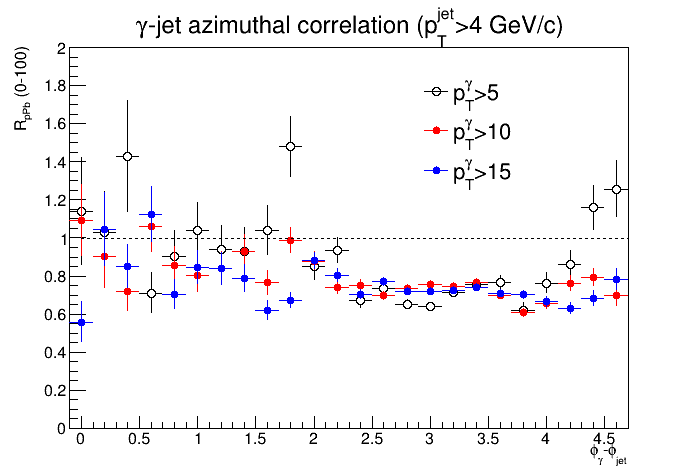 γ-jet azimuthal correlation (p_T^jet>4 GeV/c)
R_pPb (0-100)
2
1.8
1.6
1.4
1.2
1
0.8
0.6
0.4
0.2
0
p_T^γ>5
p_T^γ>10
p_T^γ>15
0 0.5 1 1.5 2 2.5 3 3.5 4 4.5
ϕ_γ-ϕ_jet